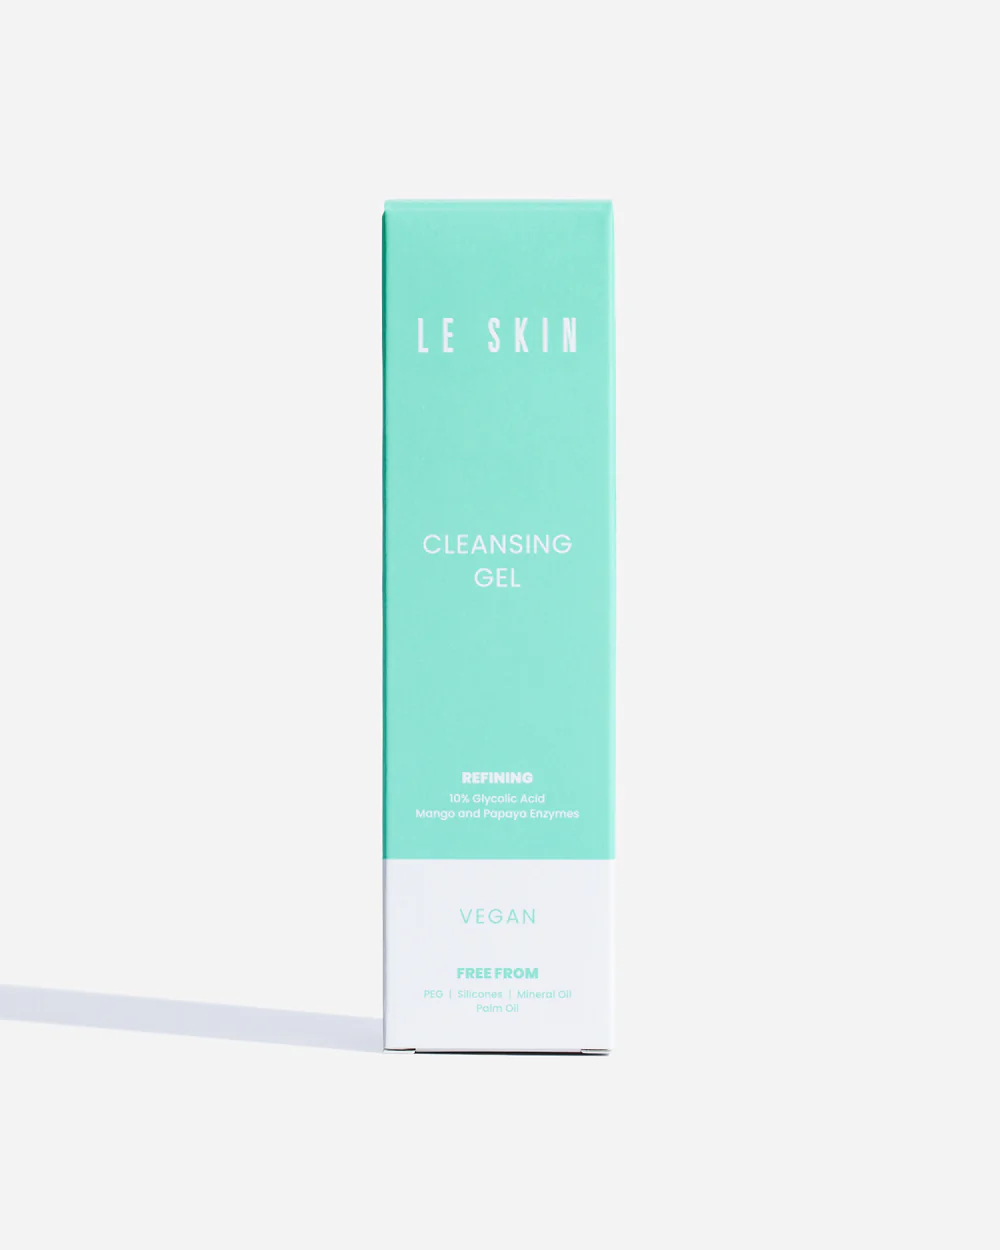 LE SKIN
CLEANSING
GEL
REFINING
10% Glycolic Acid
Mango and Papaya Enzymes
VEGAN
FREE FROM
PEG | Silicones | Mineral Oil
Palm Oil